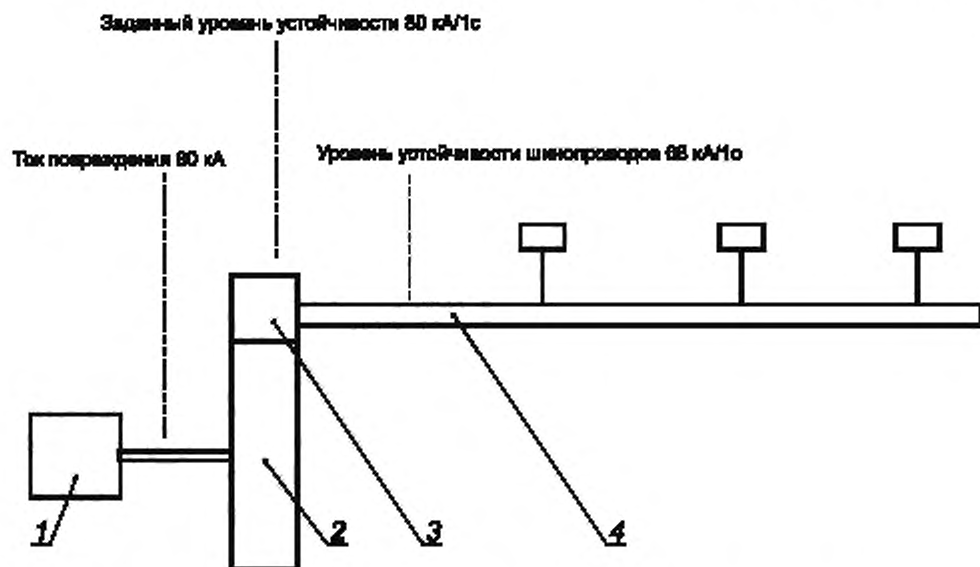 Заданный уровень устойчивости 80 кА/1с
Ток повреждения 80 кА
Уровень устойчивости шинопроводов кА/1с
1 2 3 4